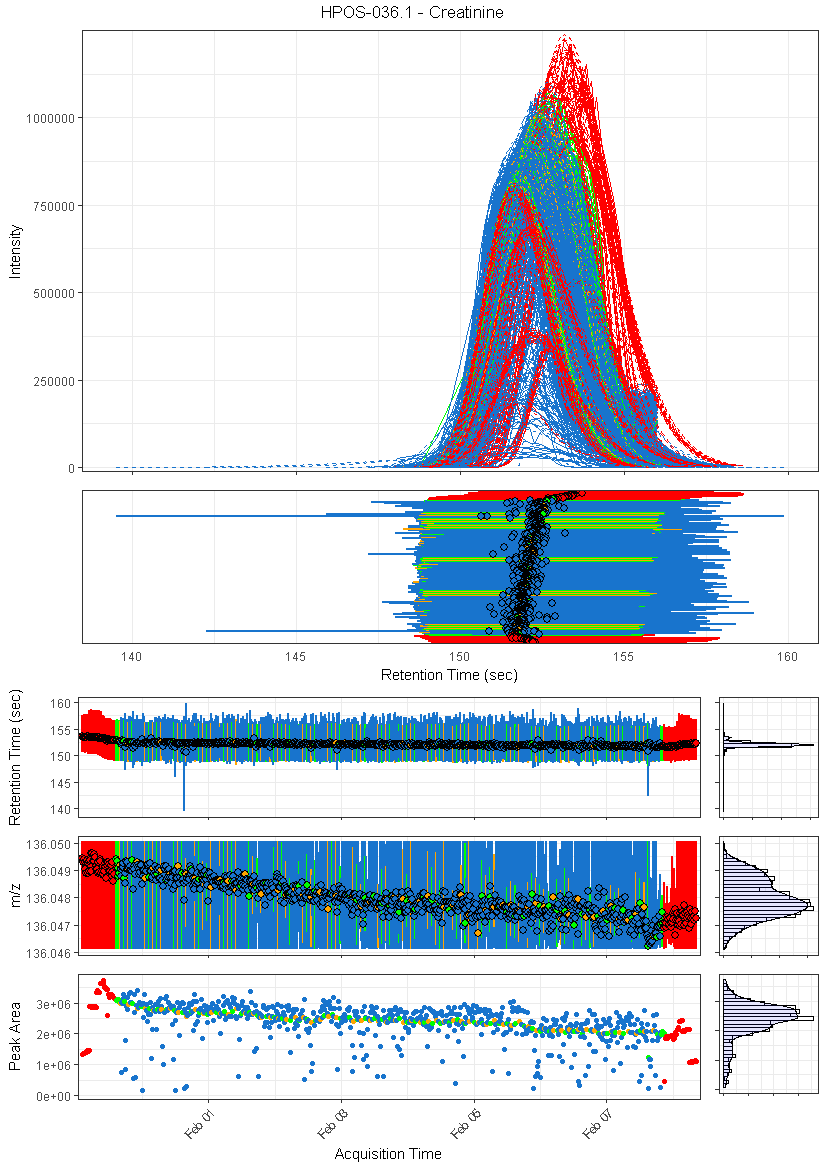 HPOS-036.1 - Creatinine
Intensity
1000000
750000
500000
250000
0
140
145
150
155
160
Retention Time (sec)
Retention Time (sec)
160
155
150
145
140
m/z
136.050
136.049
136.048
136.047
136.046
Peak Area
3e+06
2e+06
1e+06
0e+00
Feb 01
Feb 03
Feb 05
Feb 07
Acquisition Time